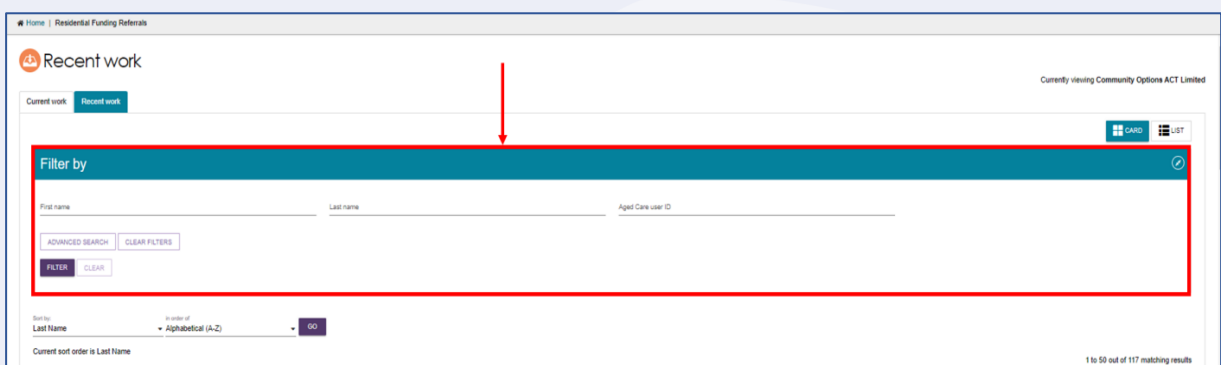 Home | Residential Funding Referrals
Recent work
Currently viewing Community Options ACT Limited
Current work Recent work
CARD LIST
Filter by
First name Last name Aged Care user ID
ADVANCED SEARCH CLEAR FILTERS
FILTER CLEAR
Sort by: in order of
Last Name Alphabetical (A-Z) GO
Current sort order is Last Name
1 to 50 out of 117 matching results